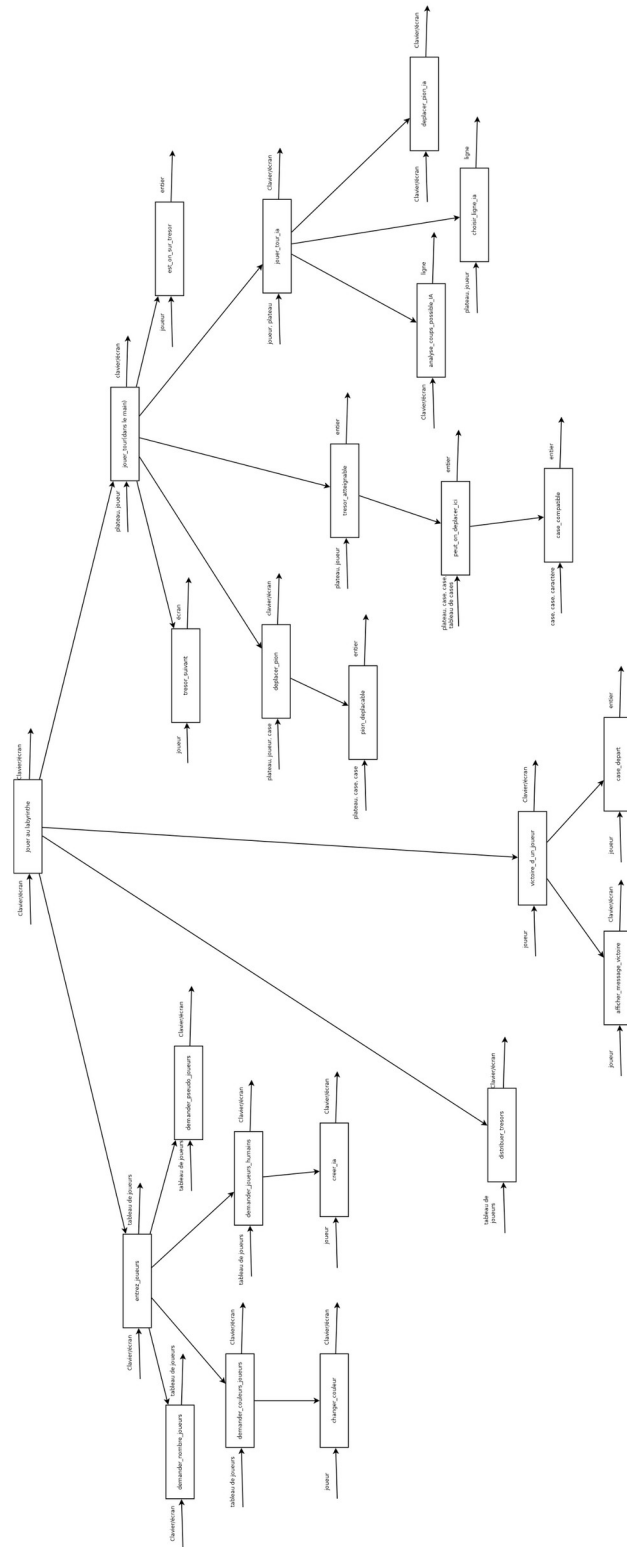 Clavier/écran
jouer au labyrinthe
Clavier/écran
Clavier/écran
entrez_joueurs
tableau de joueurs
plateau, joueur
jouer_tour(dans le main)
clavier/écran
Clavier/écran
demander_nombre_joueurs
tableau de joueurs
tableau de joueurs
demander_pseudo_joueurs
Clavier/écran
joueur
tresor_suivant
écran
joueur
est_on_sur_tresor
entier
tableau de joueurs
demander_couleurs_joueurs
Clavier/écran
tableau de joueurs
demander_joueurs_humains
Clavier/écran
plateau, joueur, case
deplacer_pion
clavier/écran
joueur, plateau
jouer_tour_ia
Clavier/écran
joueur
changer_couleur
Clavier/écran
joueur
creer_ia
Clavier/écran
plateau, case, case
pion_deplacable
entier
plateau, joueur
tresor_atteignable
entier
Clavier/écran
analyse_coups_possible_IA
ligne
Clavier/écran
deplacer_pion_ia
Clavier/écran
plateau, case, case
tableau de cases
peut_on_deplacer_ici
entier
plateau, joueur
choisir_ligne_ia
ligne
tableau de
joueurs
distribuer_tresors
Clavier/écran
joueur
victoire_d_un_joueur
Clavier/écran
case, case, caractère
case_compatible
entier
joueur
afficher_message_victoire
Clavier/écran
joueur
case_depart
entier